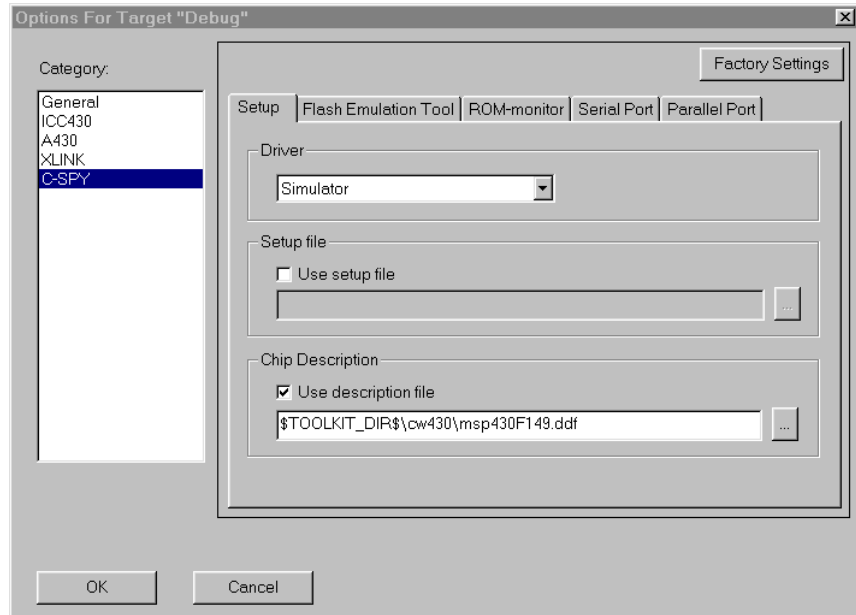 Options For Target "Debug"
Category:
Factory Settings
General
ICC430
A430
XLINK
C-SPY
Setup
Flash Emulation Tool
ROM-monitor
Serial Port
Parallel Port
Driver
Simulator
Setup file
Use setup file
...
Chip Description
Use description file
$TOOLKIT_DIR$\cw430\msp430F149.ddf
...
OK
Cancel